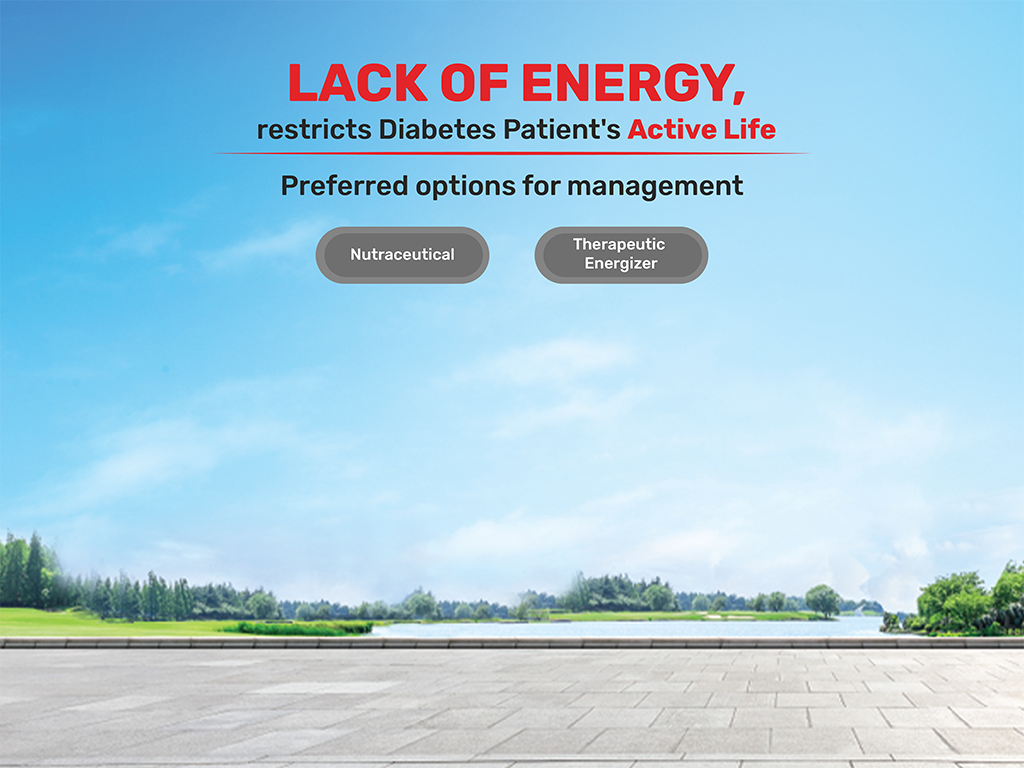 LACK OF ENERGY,
restricts Diabetes Patient's Active Life
Preferred options for management
Nutraceutical
Therapeutic
Energizer